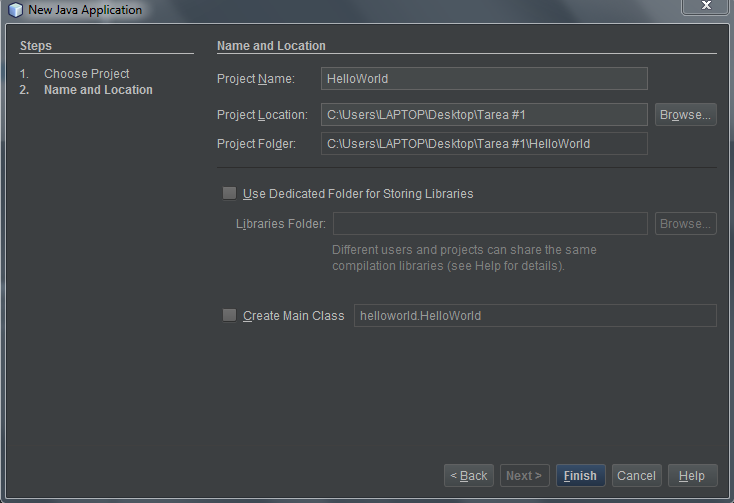 New Java Application
Steps
1. Choose Project
2. Name and Location
Name and Location
Project Name: HelloWorld
Project Location: C:\Users\LAPTOP\Desktop\Tarea #1 Browse...
Project Folder: C:\Users\LAPTOP\Desktop\Tarea #1\HelloWorld
Use Dedicated Folder for Storing Libraries
Libraries Folder: Browse...
Different users and projects can share the same
compilation libraries (see Help for details).
Create Main Class helloworld.HelloWorld
< Back Next > Finish Cancel Help